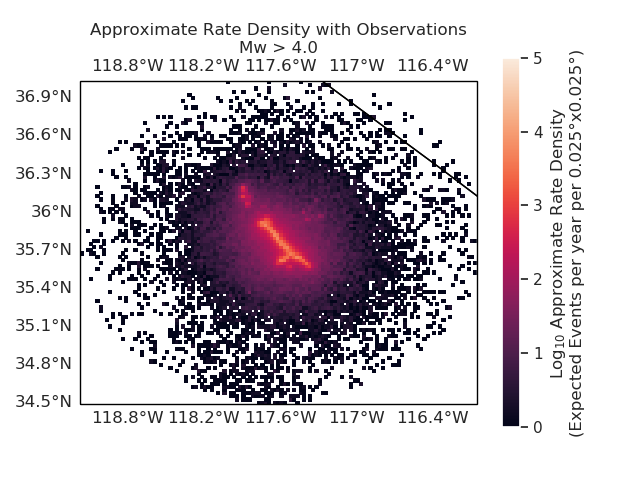 Approximate Rate Density with Observations
Mw > 4.0
118.8°W 118.2°W 117.6°W 117°W 116.4°W
36.9°N
36.6°N
36.3°N
36°N
35.7°N
35.4°N
35.1°N
34.8°N
34.5°N
118.8°W 118.2°W 117.6°W 117°W 116.4°W
5
4
3
2
1
0
Log₁₀ Approximate Rate Density
(Expected Events per year per 0.025°x0.025°)